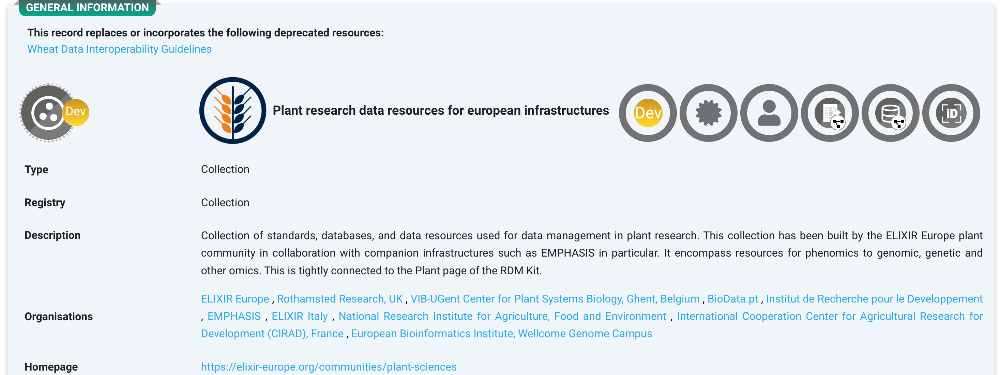 GENERAL INFORMATION
This record replaces or incorporates the following deprecated resources:
Wheat Data Interoperability Guidelines
Dev
Plant research data resources for european infrastructures
Dev
iD
Type
Collection
Registry
Collection
Description
Collection of standards, databases, and data resources used for data management in plant research. This collection has been built by the ELIXIR Europe plant
community in collaboration with companion infrastructures such as EMPHASIS in particular. It encompass resources for phenomics to genomic, genetic and
other omics. This is tightly connected to the Plant page of the RDM Kit.
Organisations
ELIXIR Europe , Rothamsted Research, UK , VIB-UGent Center for Plant Systems Biology, Ghent, Belgium , BioData.pt , Institut de Recherche pour le Developpement
, EMPHASIS , ELIXIR Italy , National Research Institute for Agriculture, Food and Environment , International Cooperation Center for Agricultural Research for
Development (CIRAD), France , European Bioinformatics Institute, Wellcome Genome Campus
Homepage
https://elixir-europe.org/communities/plant-sciences